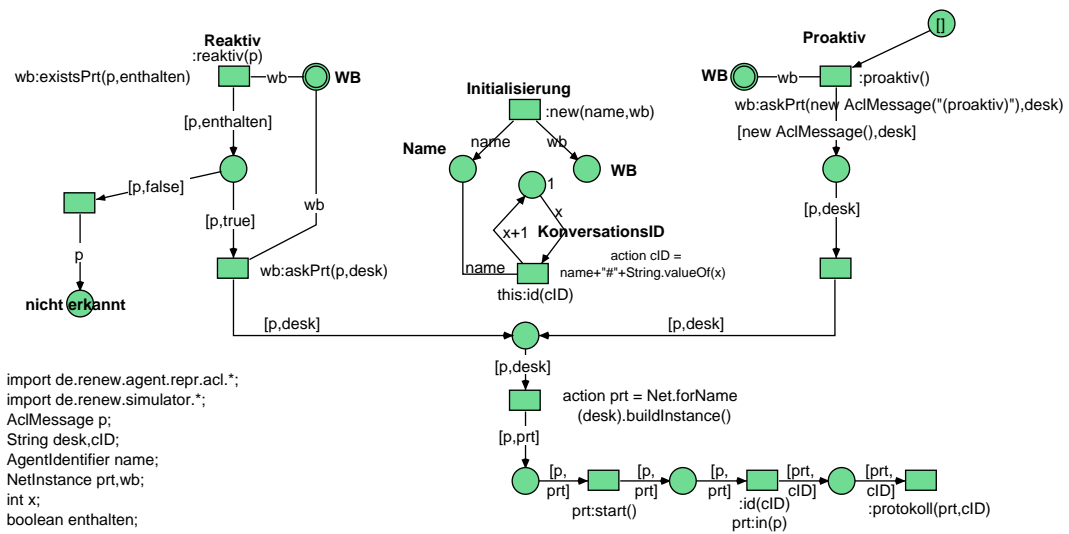 Reaktiv
:reaktiv(p)
wb:existsPrt(p,enthalten)
wb
WB
[p,enthalten]
[p,false]
[p,true]
wb
p
nicht erkannt
wb:askPrt(p,desk)
[p,desk]
Initialisierung
:new(name,wb)
name
wb
Name
WB
1
x
x+1
KonversationsID
action cID =
name+"#"+String.valueOf(x)
name
this:id(cID)
[]
Proaktiv
WB
wb
:proaktiv()
wb:askPrt(new AclMessage("(proaktiv)"),desk)
[new AclMessage(),desk]
[p,desk]
[p,desk]
[p,desk]
action prt = Net.forName
(desk).buildInstance()
[p,prt]
[p,
prt]
prt:start()
[p,
prt]
[p,
prt]
:id(cID)
prt:in(p)
[prt,
cID]
[prt,
cID]
:protokoll(prt,cID)
import de.renew.agent.repr.acl.*;
import de.renew.simulator.*;
AclMessage p;
String desk,cID;
AgentIdentifier name;
NetInstance prt,wb;
int x;
boolean enthalten;